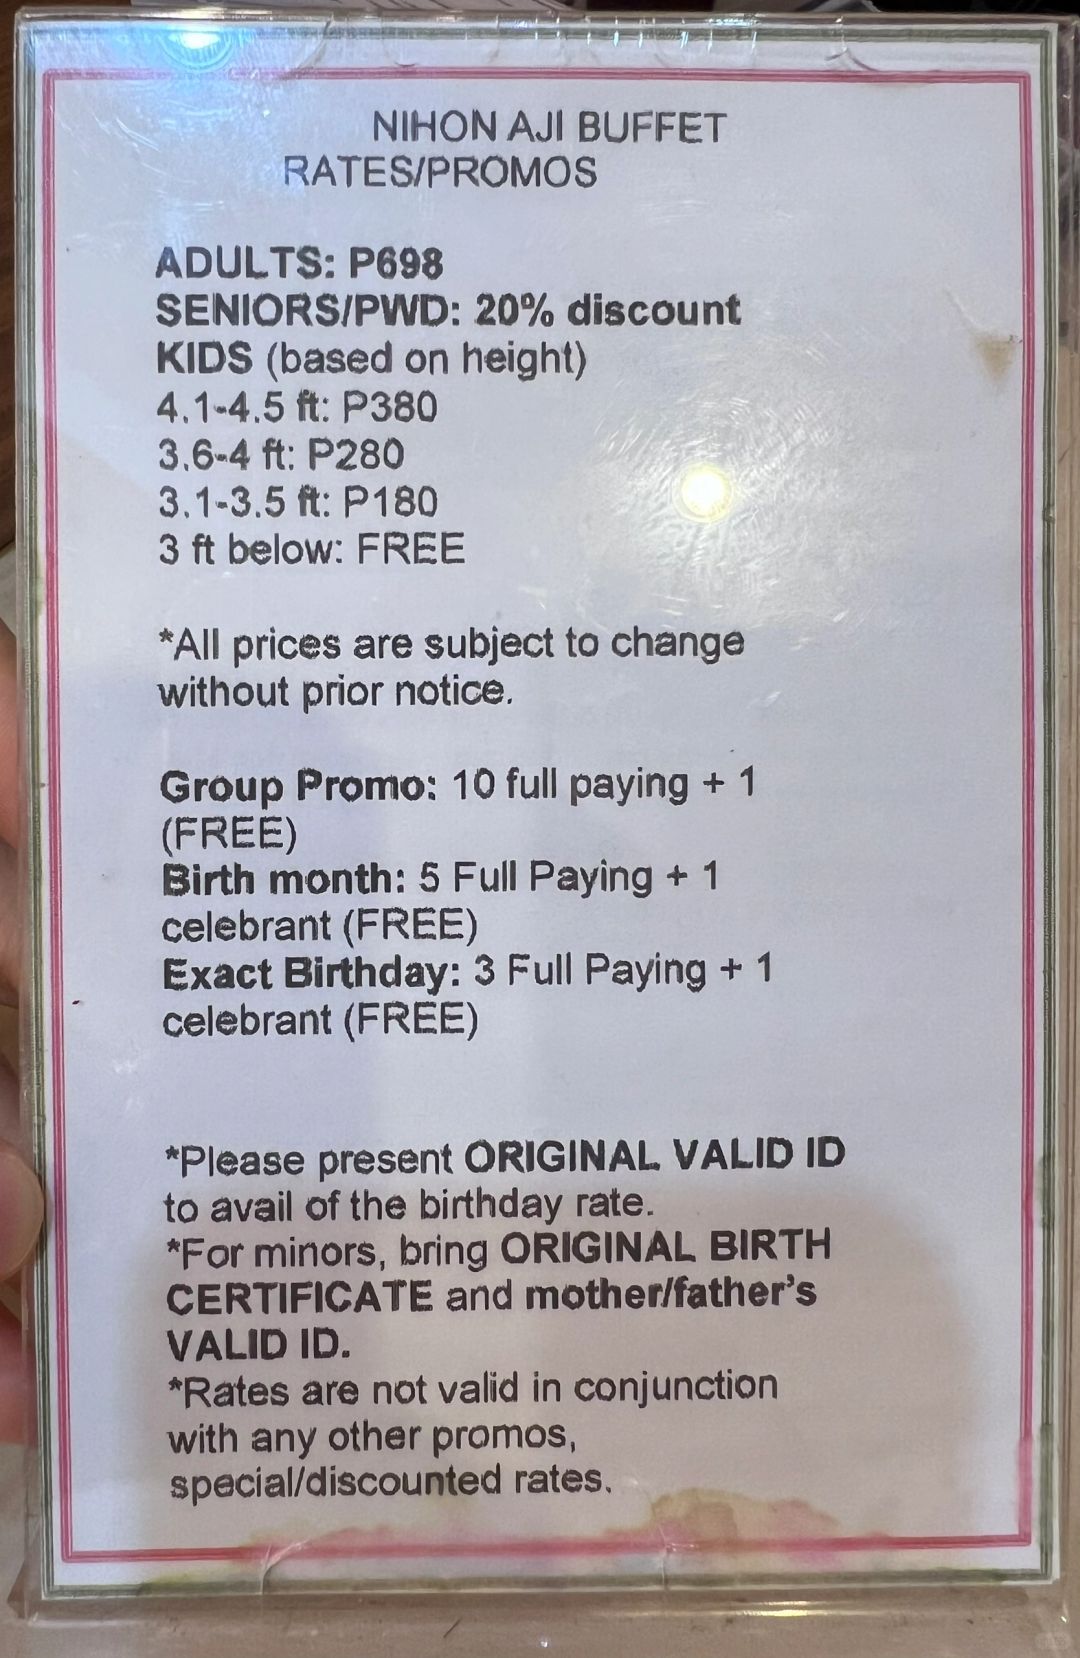 NIHON AJI BUFFET
RATES/PROMOS
ADULTS: P698
SENIORS/PWD: 20% discount
KIDS (based on height)
4.1-4.5 ft: P380
3.6-4 ft: P280
3.1-3.5 ft: P180
3 ft below: FREE
*All prices are subject to change
without prior notice.
Group Promo: 10 full paying + 1
(FREE)
Birth month: 5 Full Paying + 1
celebrant (FREE)
Exact Birthday: 3 Full Paying + 1
celebrant (FREE)
*Please present ORIGINAL VALID ID
to avail of the birthday rate.
*For minors, bring ORIGINAL BIRTH
CERTIFICATE and mother/father's
VALID ID.
*Rates are not valid in conjunction
with any other promos,
special/discounted rates.